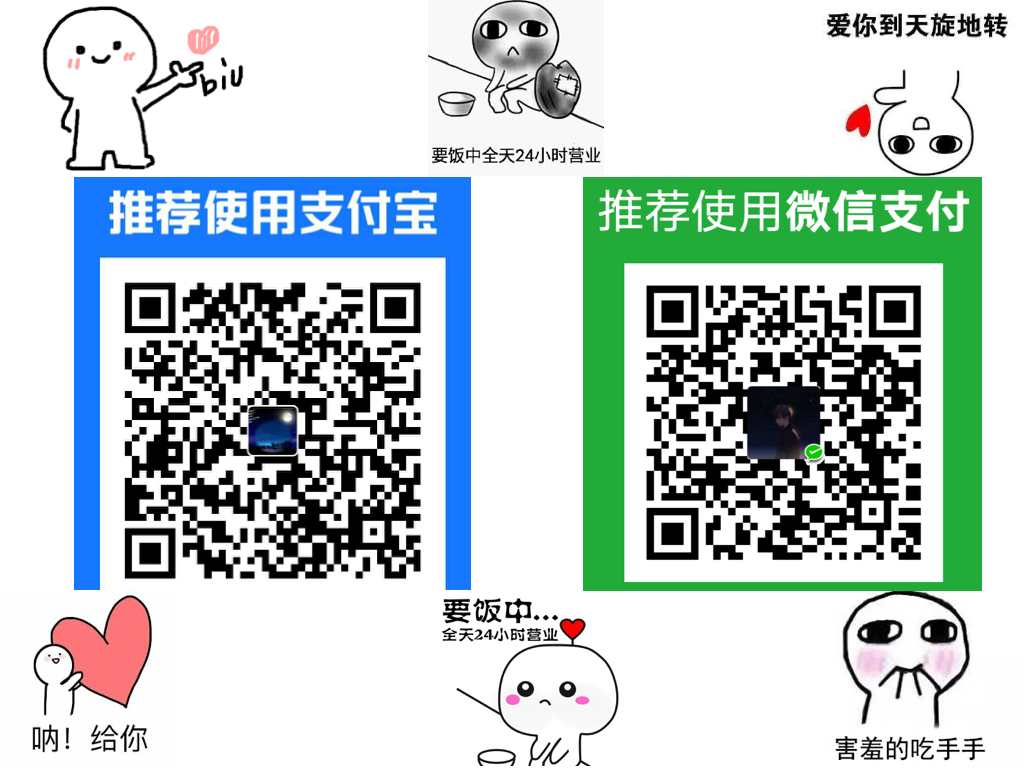 biu
要饭中全天24小时营业
爱你到天旋地转
推荐使用支付宝
推荐使用微信支付
呐！给你
要饭中...
全天24小时营业
害羞的吃手手